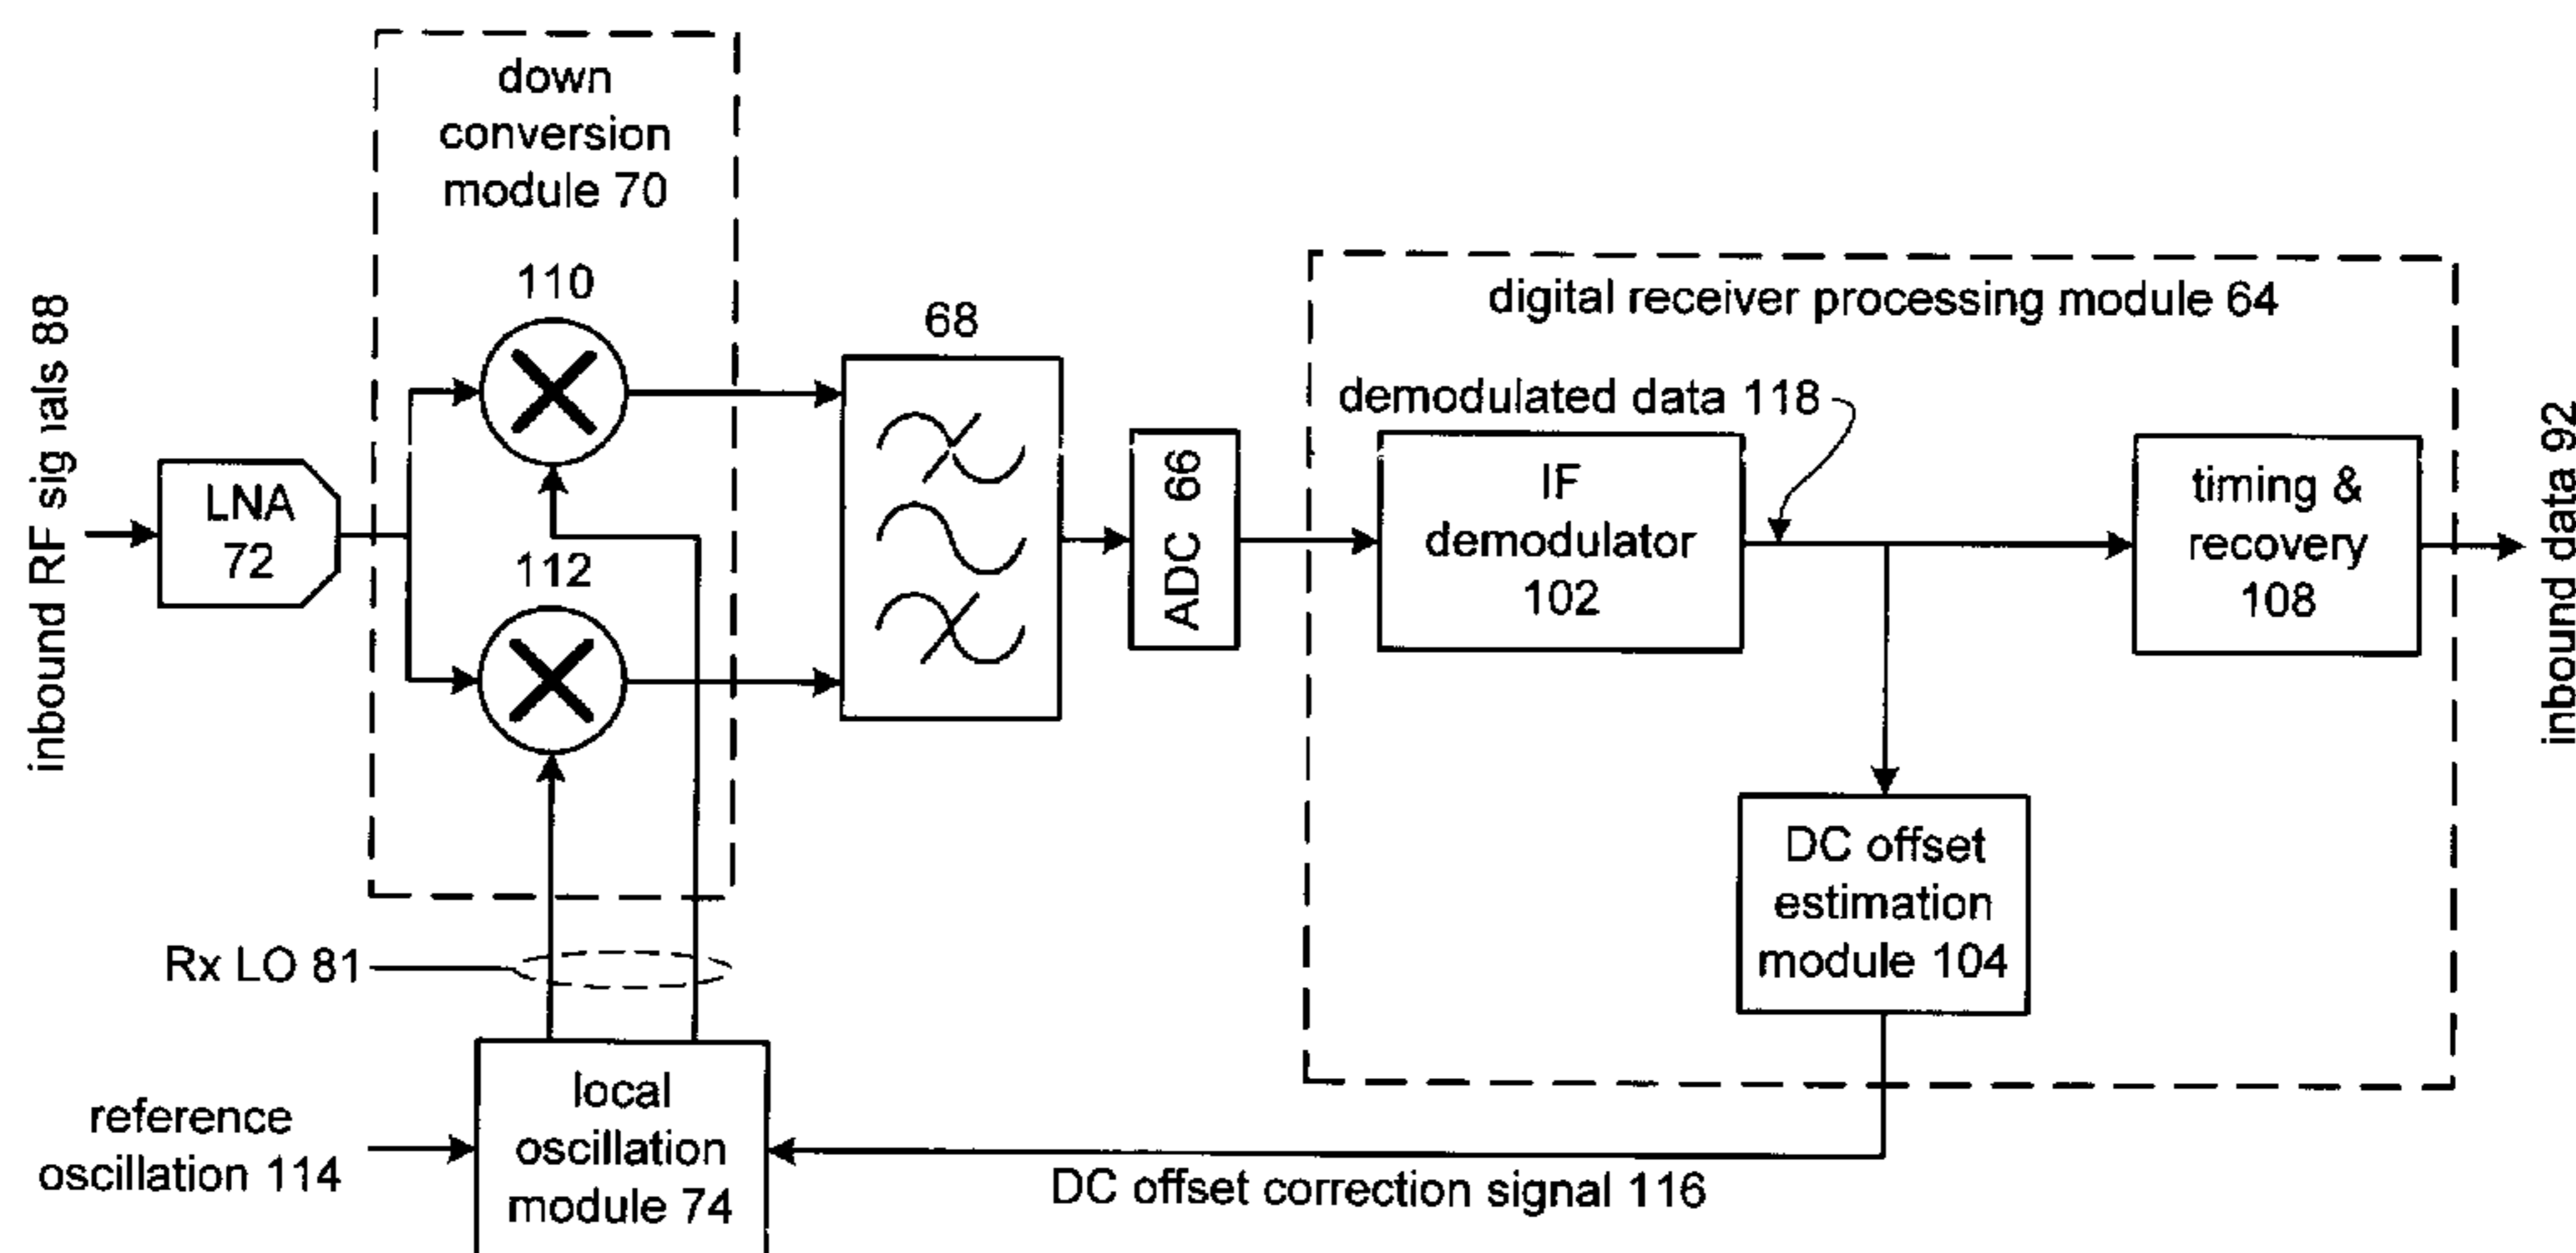 down
conversion
module 70
110
112
inbound RF signals 88
LNA
72
68
ADC 66
digital receiver processing module 64
demodulated data 118
IF
demodulator
102
timing &
recovery
108
inbound data 92
DC offset
estimation
module 104
Rx LO 81
reference
oscillation 114
local
oscillation
module 74
DC offset correction signal 116